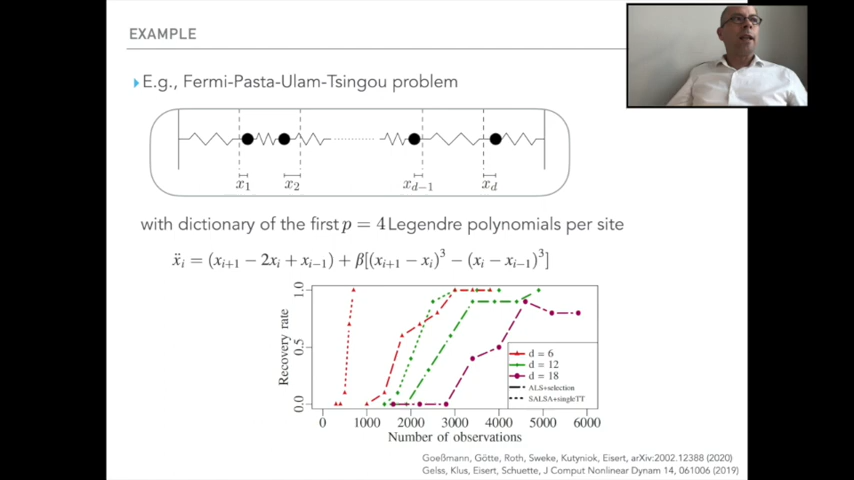 EXAMPLE
E.g., Fermi-Pasta-Ulam-Tsingou problem
x₁ x₂ x_{d−1} x_d
with dictionary of the first p = 4 Legendre polynomials per site
ẍᵢ = (xᵢ₊₁ − 2xᵢ + xᵢ₋₁) + β[(xᵢ₊₁ − xᵢ)³ − (xᵢ − xᵢ₋₁)³]
Recovery rate
1.0
0.5
0.0
d = 6
d = 12
d = 18
ALS+selection
SALSA+singleTT
0 1000 2000 3000 4000 5000 6000
Number of observations
Goeßmann, Götte, Roth, Sweke, Kutyniok, Eisert, arXiv:2002.12388 (2020)
Gelss, Klus, Eisert, Schuette, J Comput Nonlinear Dynam 14, 061006 (2019)